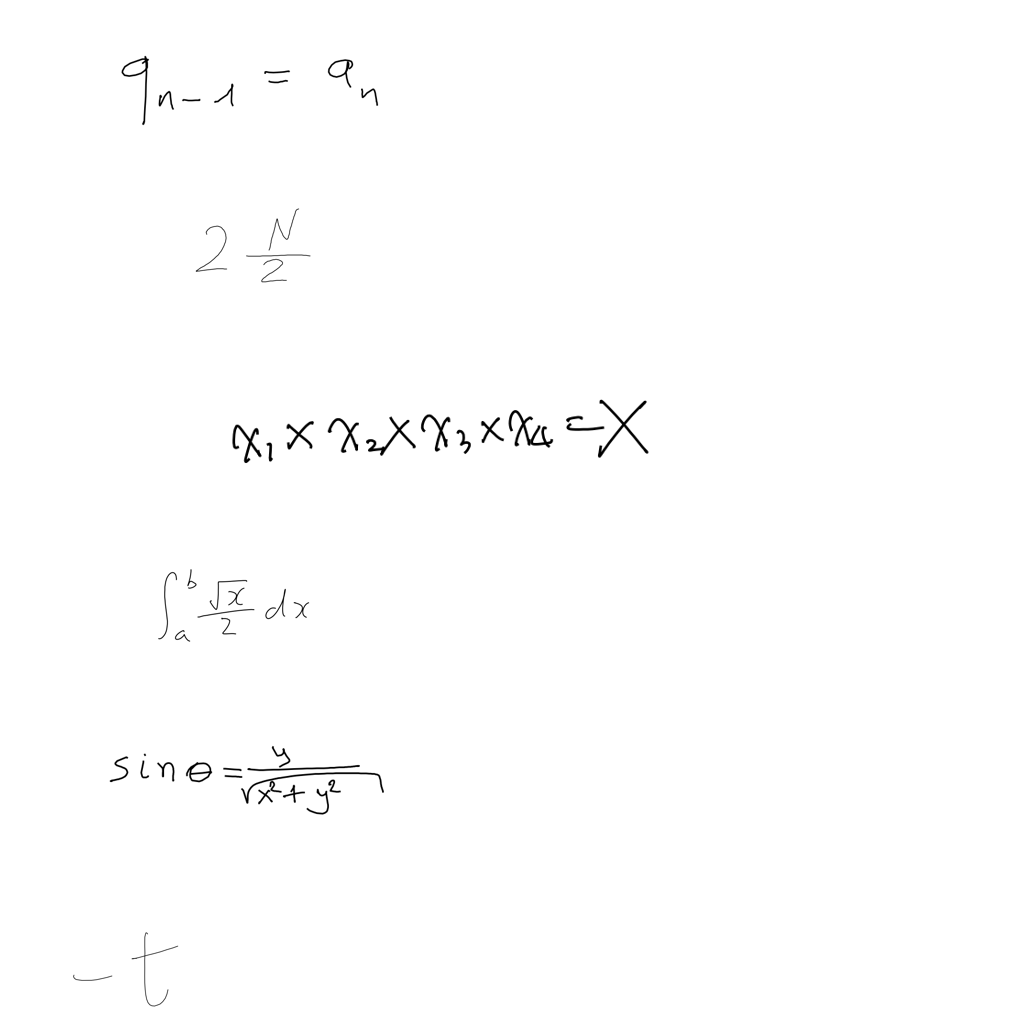 $q_{n-1} = a_n$
$2 \frac{N}{2}$
$x_1 \times x_2 \times x_3 \times x_4 = X$
$\int_a^b \frac{\sqrt{x}}{2} dx$
$\sin \theta = \frac{y}{\sqrt{x^2 + y^2}}$
$-t$